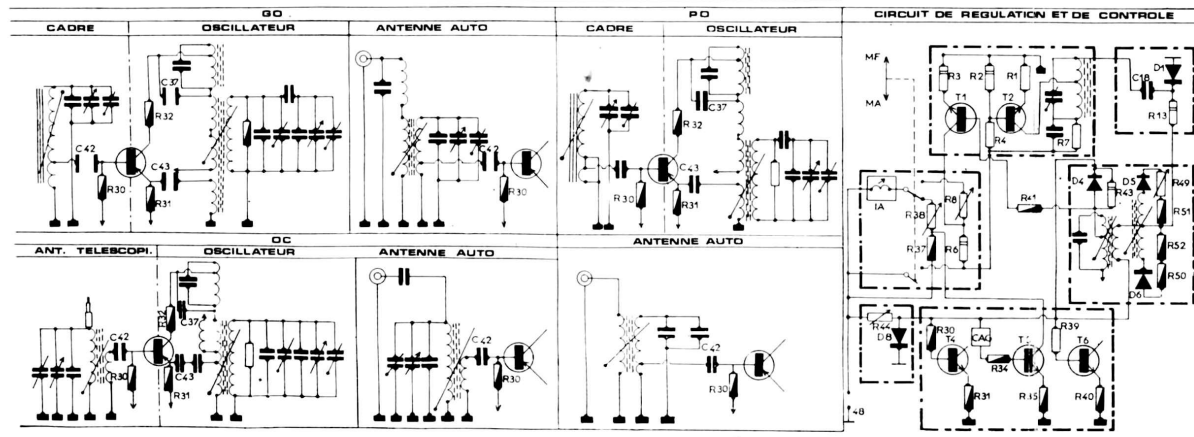 GO
CADRE
OSCILLATEUR
ANTENNE AUTO
C37
R32
C42
C43
R30
R31
C42
R30
PO
CADRE
OSCILLATEUR
C37
R32
C43
R30
R31
OC
ANT. TELESCOPI.
OSCILLATEUR
ANTENNE AUTO
R32
C37
C42
C43
R30
R31
C42
R30
ANTENNE AUTO
C42
R30
CIRCUIT DE REGULATION ET DE CONTROLE
MF
MA
R3
R2
R1
T1
T2
R4
R7
C18
D1
R13
IA
R38
R8
R37
R6
R41
D4
D5
R43
R49
R51
R52
R50
D6
R44
D8
R30
T4
CAG
R34
R39
T6
R31
R35
R40
48